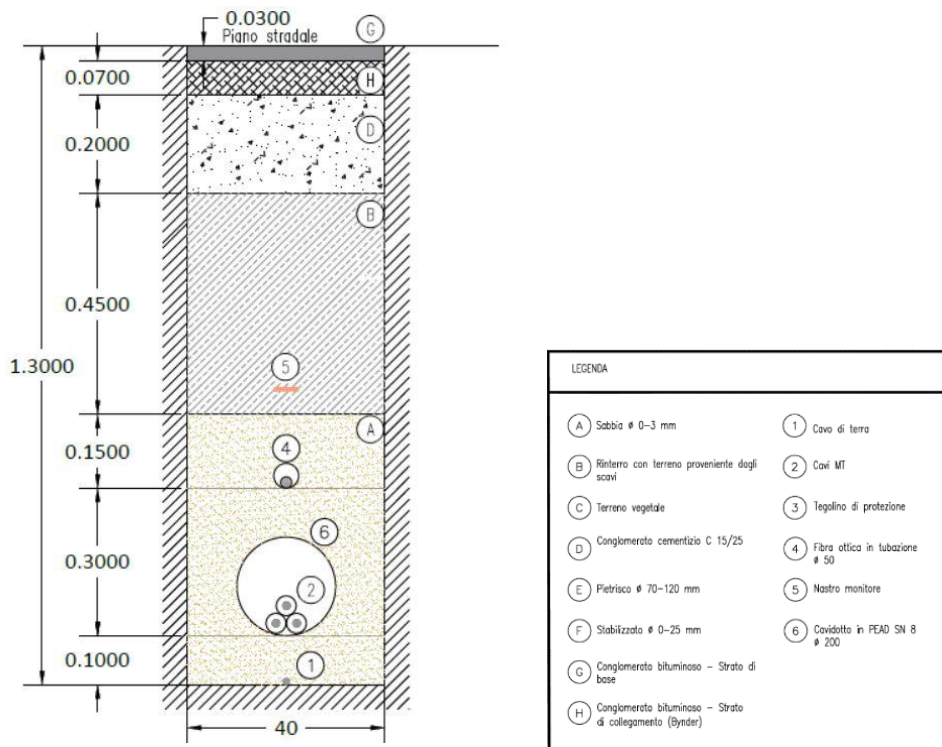 0.0300
Piano stradale
G
0.0700
H
0.2000
D
B
0.4500
1.3000
5
A
0.1500
4
6
0.3000
2
0.1000
1
40
LEGENDA
A Sabbia ø 0-3 mm
B Rinterro con terreno proveniente dagli
scavi
C Terreno vegetale
D Conglomerato cementizio C 15/25
E Pietrisco ø 70-120 mm
F Stabilizzato ø 0-25 mm
G Conglomerato bituminoso - Strato di
base
H Conglomerato bituminoso - Strato
di collegamento (Bynder)
1 Cavo di terra
2 Cavi MT
3 Tegolino di protezione
4 Fibra ottica in tubazione
ø 50
5 Nastro monitore
6 Cavidotto in PEAD SN 8
ø 200